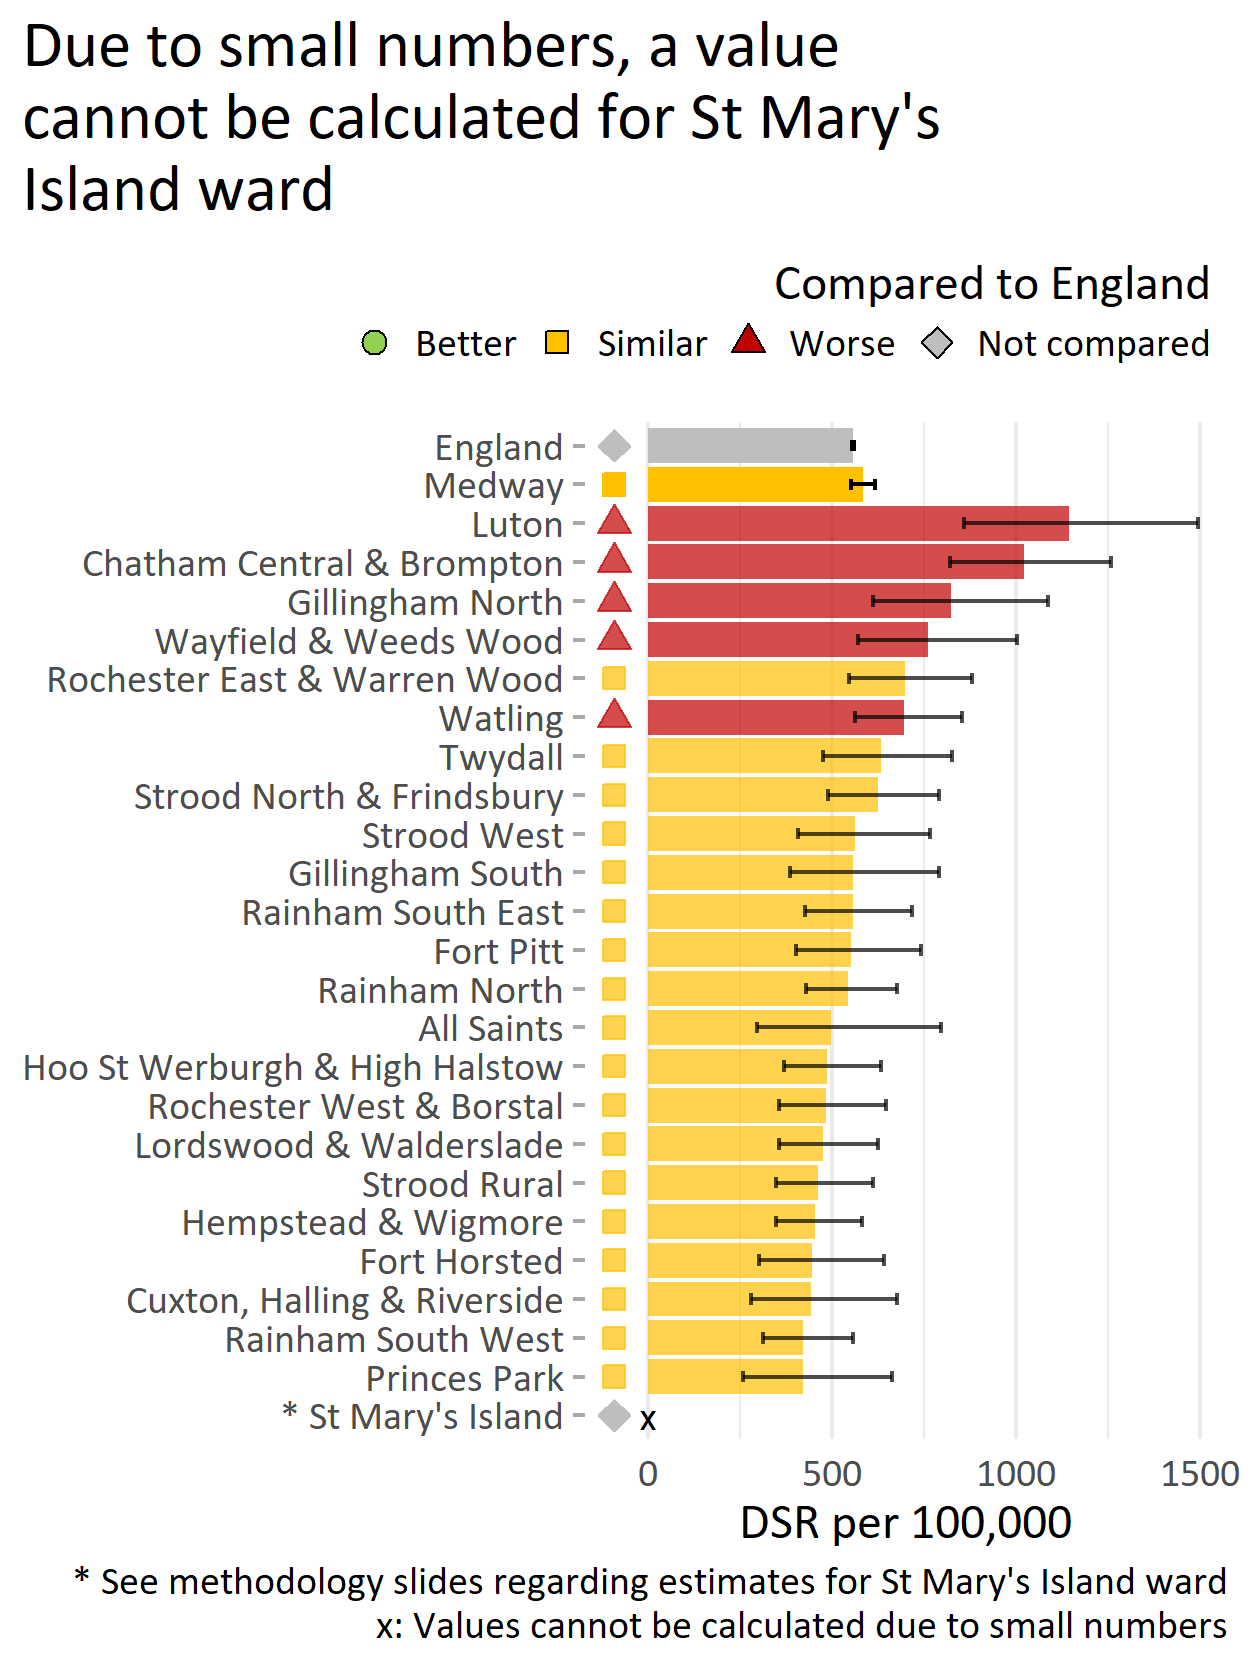 Due to small numbers, a value
cannot be calculated for St Mary's
Island ward
Compared to England
Better Similar Worse Not compared
England
Medway
Luton
Chatham Central & Brompton
Gillingham North
Wayfield & Weeds Wood
Rochester East & Warren Wood
Watling
Twydall
Strood North & Frindsbury
Strood West
Gillingham South
Rainham South East
Fort Pitt
Rainham North
All Saints
Hoo St Werburgh & High Halstow
Rochester West & Borstal
Lordswood & Walderslade
Strood Rural
Hempstead & Wigmore
Fort Horsted
Cuxton, Halling & Riverside
Rainham South West
Princes Park
* St Mary's Island x
0 500 1000 1500
DSR per 100,000
* See methodology slides regarding estimates for St Mary's Island ward
x: Values cannot be calculated due to small numbers